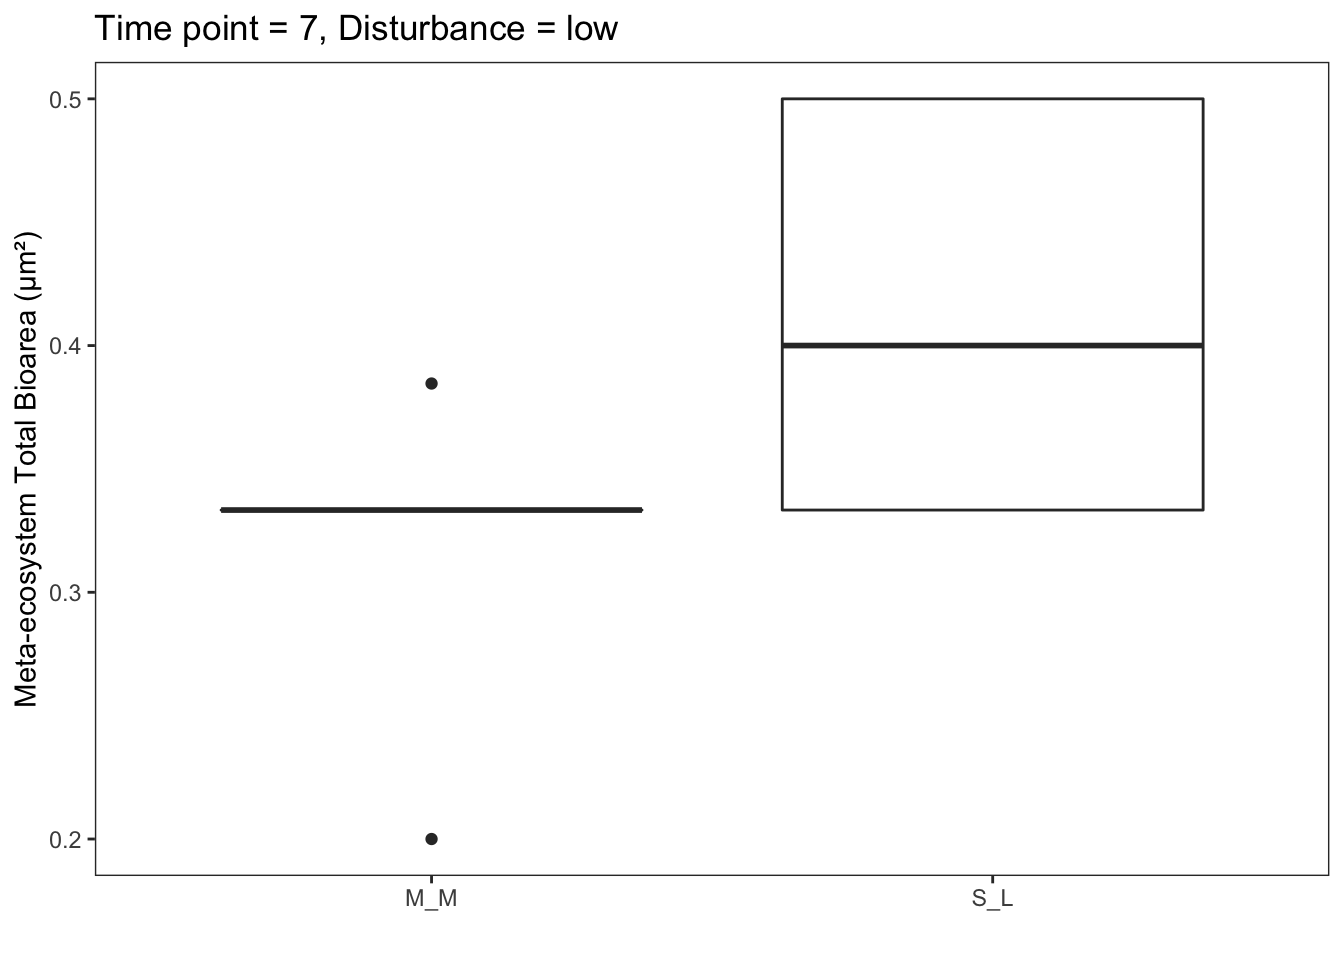 Time point = 7, Disturbance = low
Meta-ecosystem Total Bioarea (µm²)
0.5
0.4
0.3
0.2
M_M
S_L